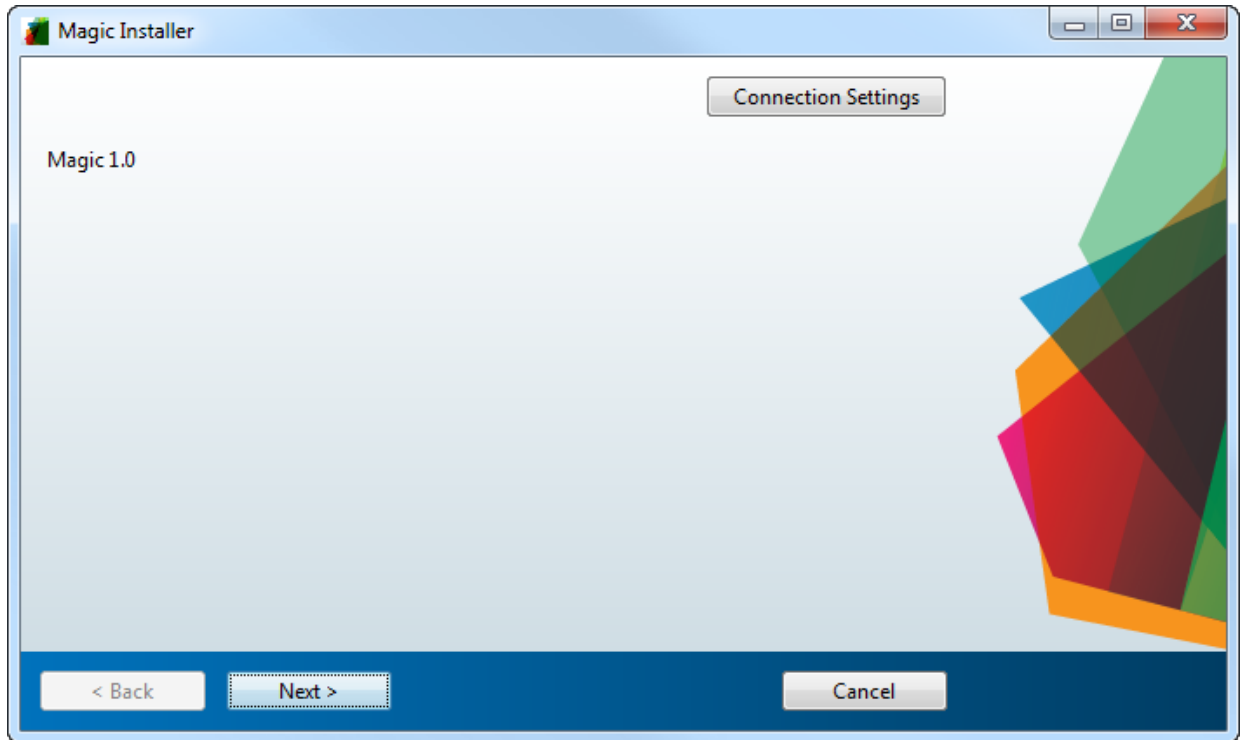 Magic Installer
Connection Settings
Magic 1.0
< Back
Next >
Cancel